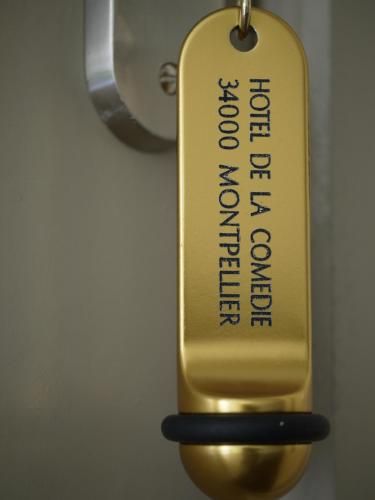 HOTEL DE LA COMEDIE
34000 MONTPELLIER